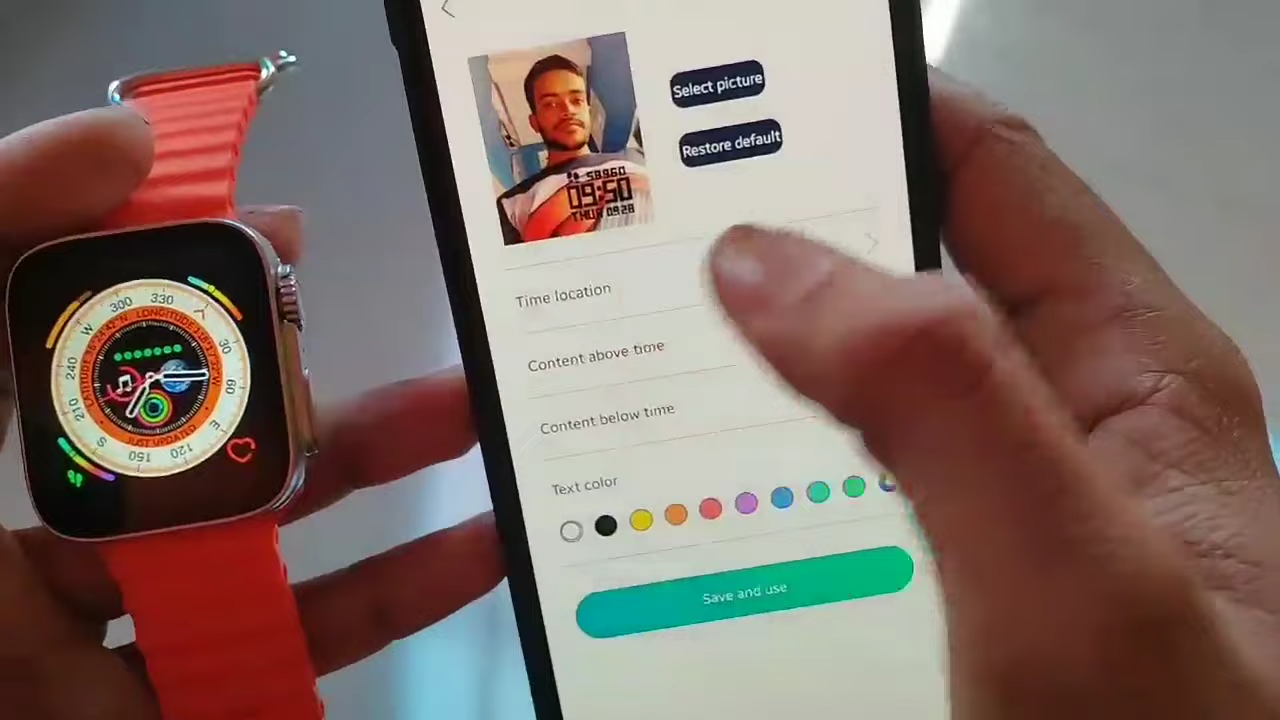 Select picture
Restore default
58960
09:50
THUR 09.28
Time location
Content above time
Content below time
Text color
Save and use
300
330
30
60
E
120
150
S
210
240
W
LONGITUDE
JUST UPDATED